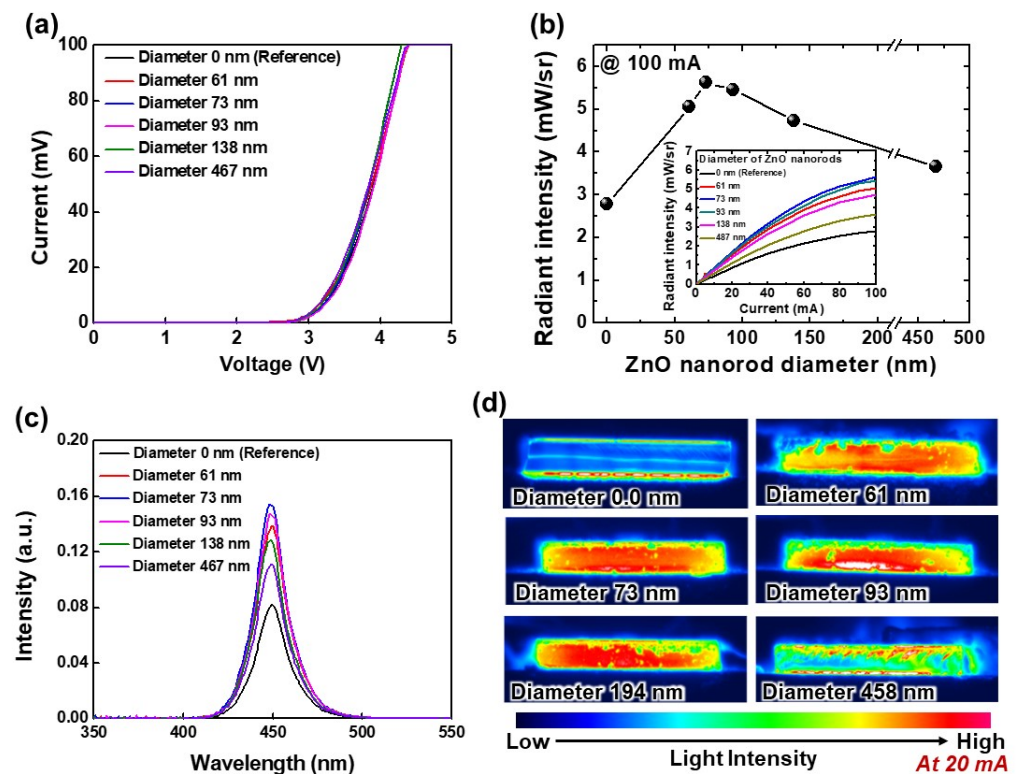 (a)
100
80
60
40
20
0
Current (mV)
Diameter 0 nm (Reference)
Diameter 61 nm
Diameter 73 nm
Diameter 93 nm
Diameter 138 nm
Diameter 467 nm
0 1 2 3 4 5
Voltage (V)
(b)
@ 100 mA
6
5
4
3
2
1
0
Radiant intensity (mW/sr)
7
6
5
4
3
2
1
0
Radiant intensity (mW/sr)
Diameter of ZnO nanorods
0 nm (Reference)
61 nm
73 nm
93 nm
138 nm
487 nm
0 20 40 60 80 100
Current (mA)
0 50 100 150 200 450 500
ZnO nanorod diameter (nm)
(c)
0.20
0.16
0.12
0.08
0.04
0.00
Intensity (a.u.)
Diameter 0 nm (Reference)
Diameter 61 nm
Diameter 73 nm
Diameter 93 nm
Diameter 138 nm
Diameter 467 nm
350 400 450 500 550
Wavelength (nm)
(d)
Diameter 0.0 nm
Diameter 61 nm
Diameter 73 nm
Diameter 93 nm
Diameter 194 nm
Diameter 458 nm
Low
High
Light Intensity
At 20 mA